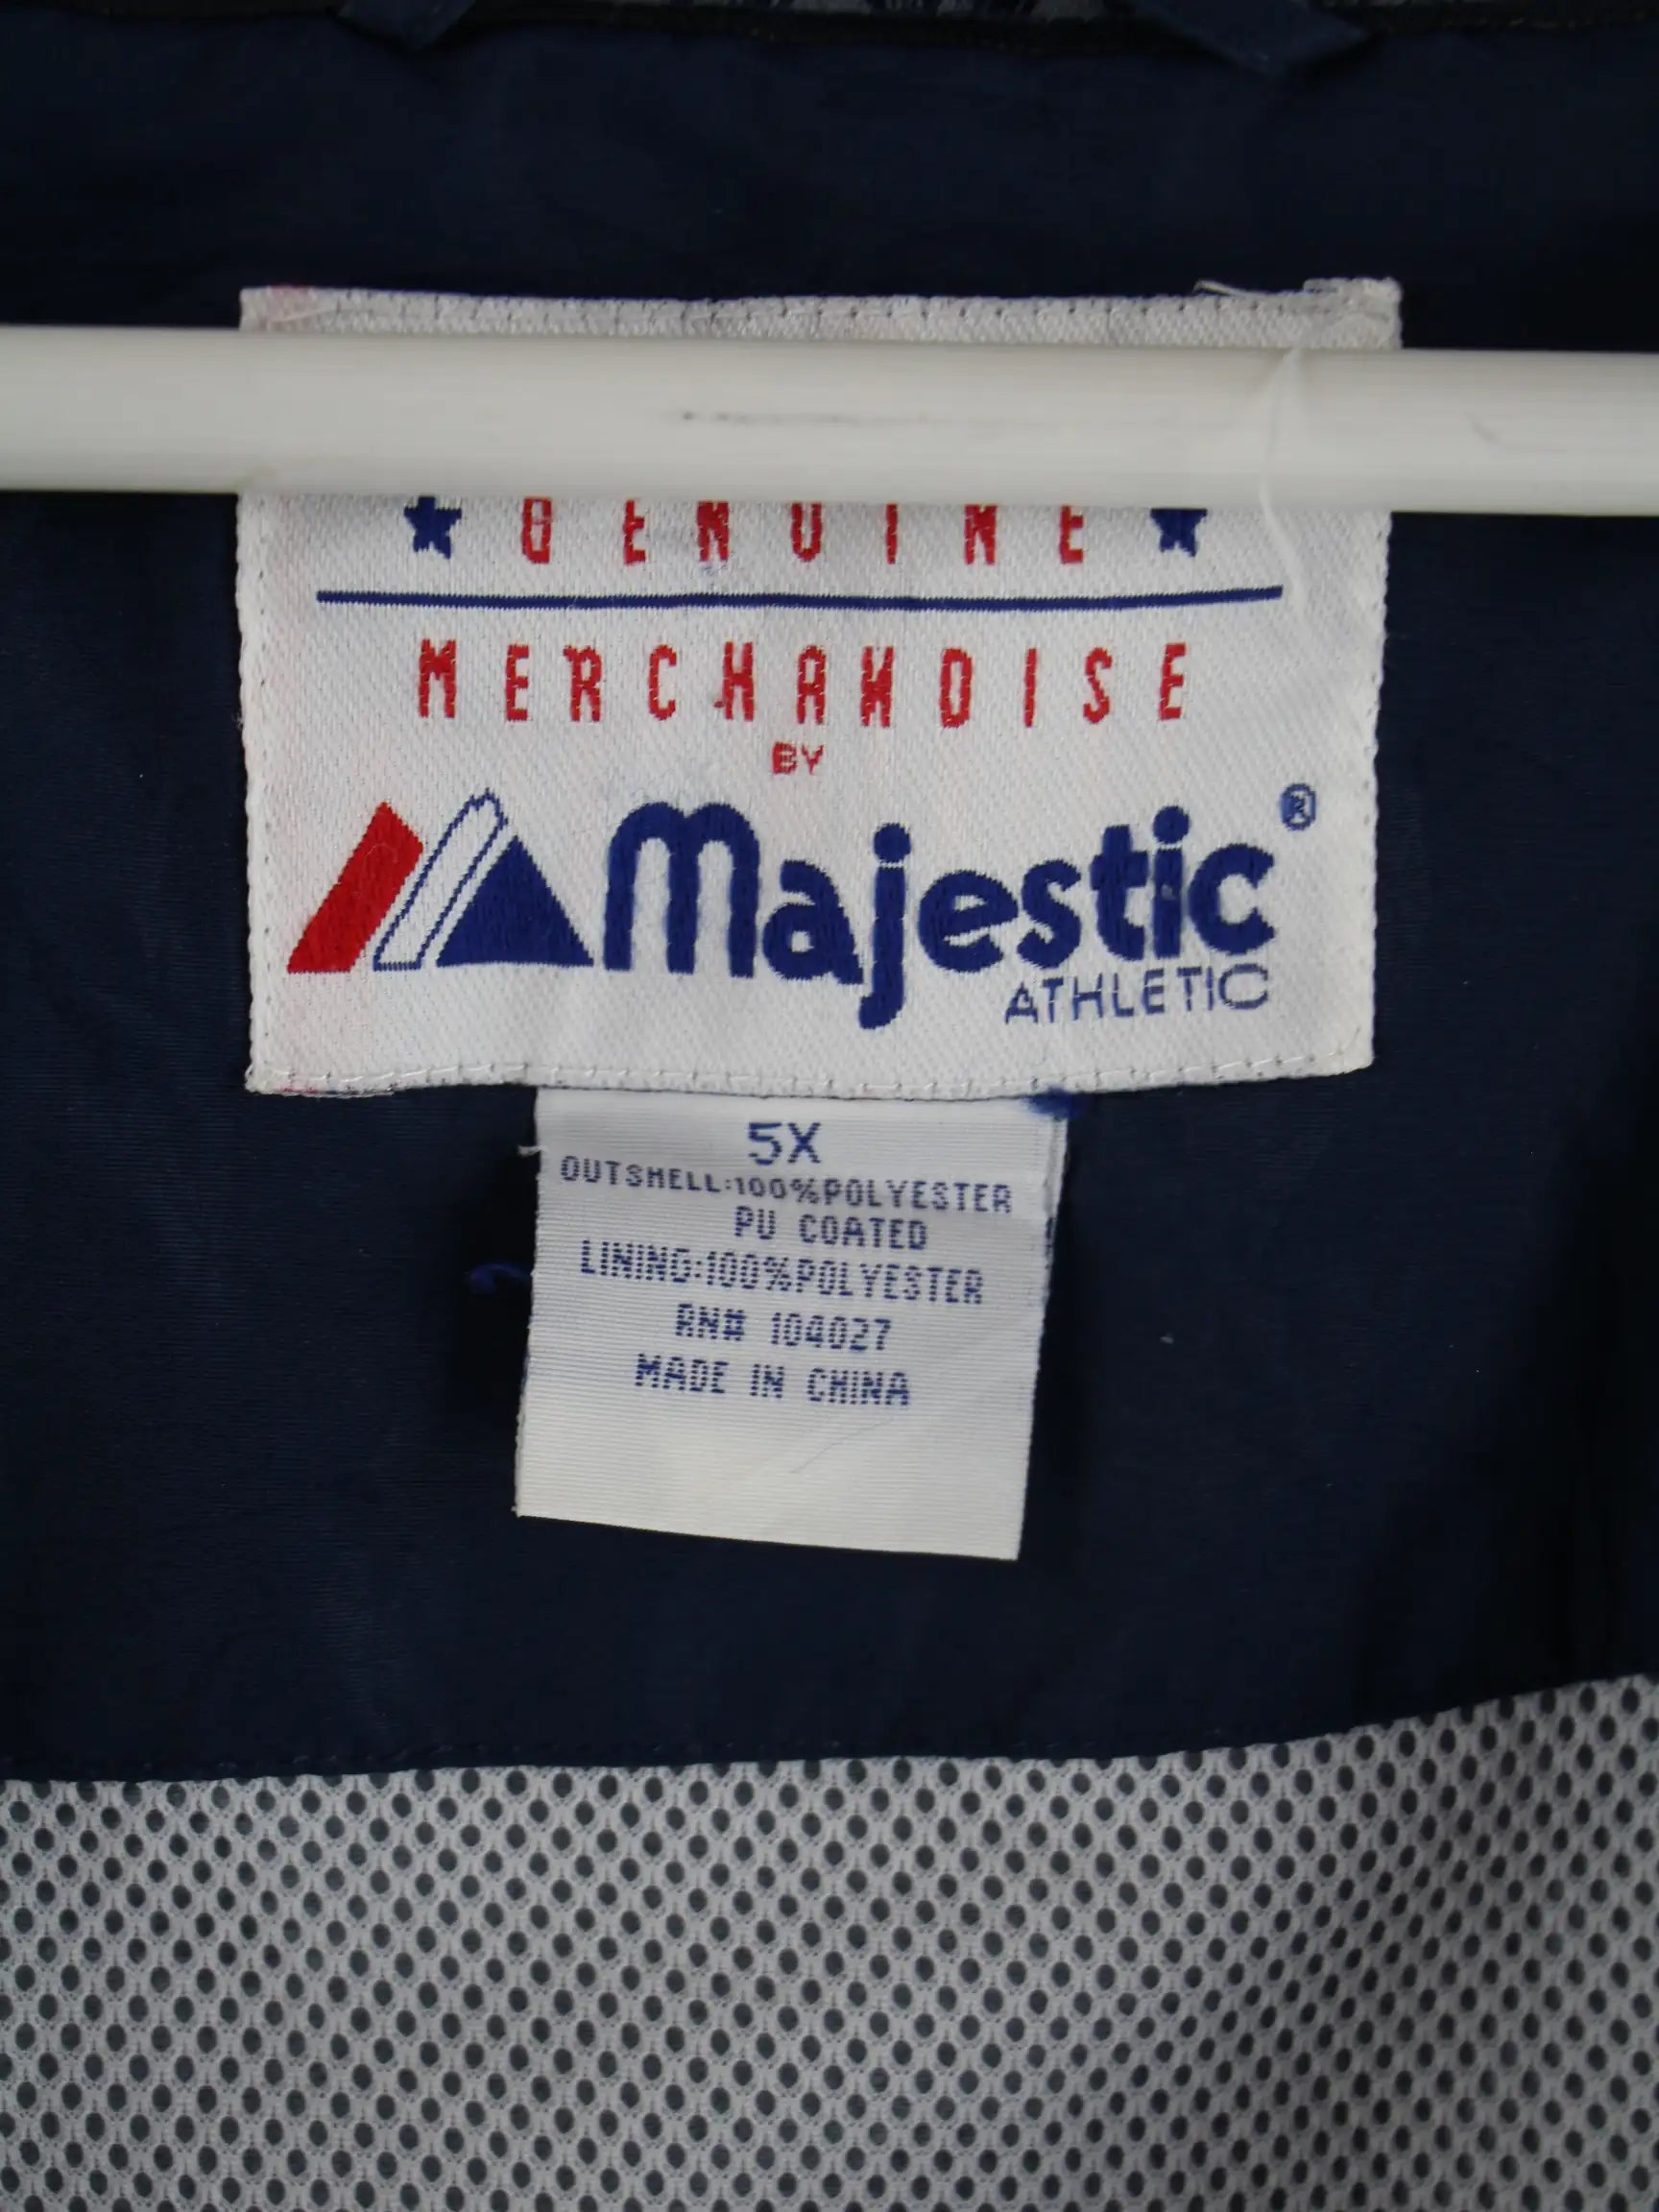 GENUINE
MERCHANDISE
BY
Majestic®
ATHLETIC
5X
OUTSHELL:100%POLYESTER
PU COATED
LINING:100%POLYESTER
RN# 104027
MADE IN CHINA